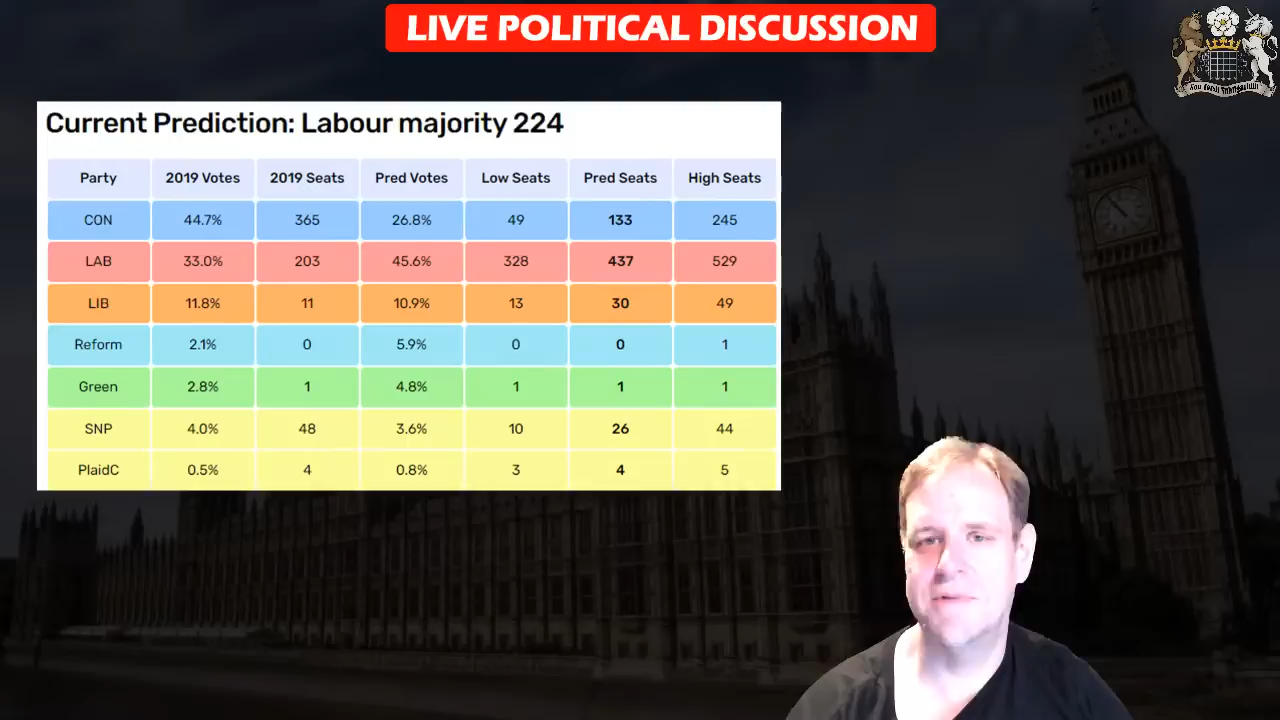 LIVE POLITICAL DISCUSSION
Current Prediction: Labour majority 224
Party 2019 Votes 2019 Seats Pred Votes Low Seats Pred Seats High Seats
CON 44.7% 365 26.8% 49 133 245
LAB 33.0% 203 45.6% 328 437 529
LIB 11.8% 11 10.9% 13 30 49
Reform 2.1% 0 5.9% 0 0 1
Green 2.8% 1 4.8% 1 1 1
SNP 4.0% 48 3.6% 10 26 44
PlaidC 0.5% 4 0.8% 3 4 5